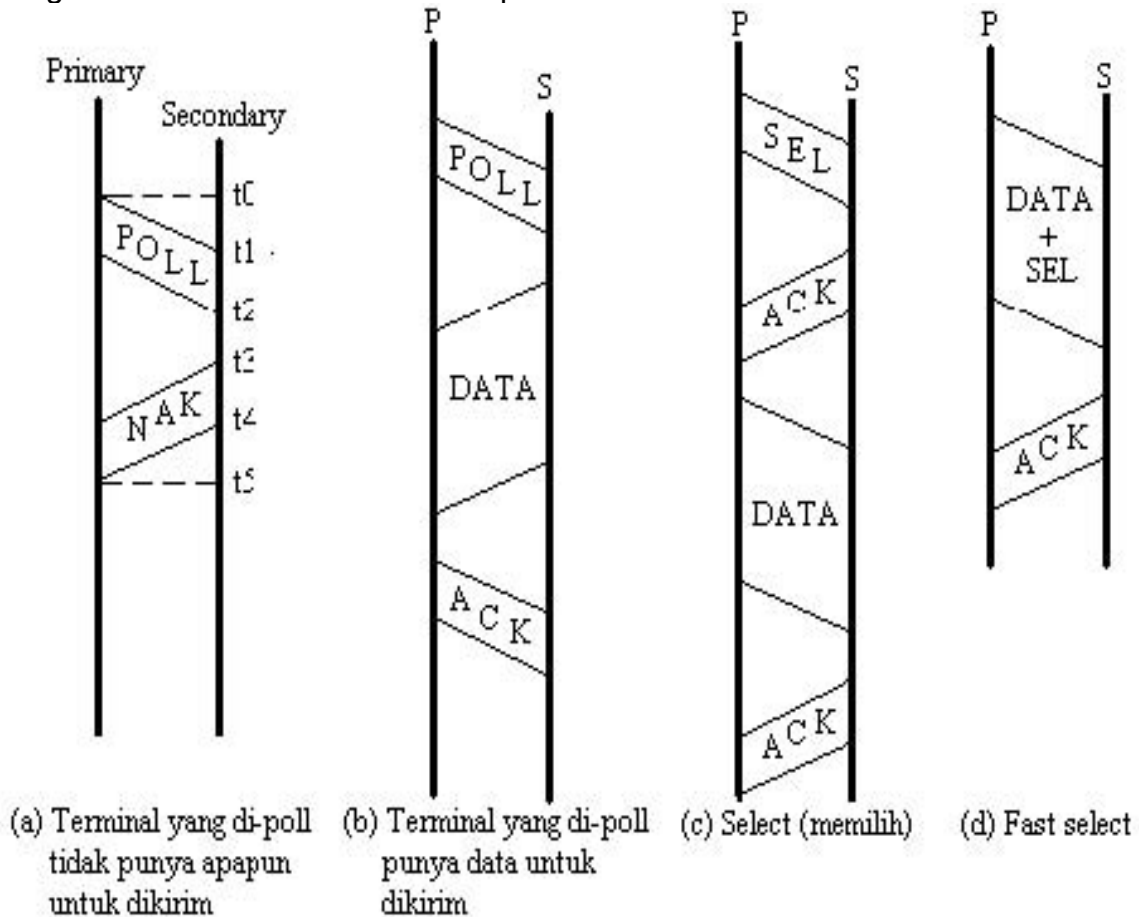 P
S
P
S
P
S
Primary
Secondary
t0
t1
t2
t3
t4
t5
POLL
NAK
POLL
DATA
ACK
SEL
ACK
DATA
ACK
DATA
+
SEL
ACK
(a) Terminal yang di-poll
tidak punya apapun
untuk dikirim
(b) Terminal yang di-poll
punya data untuk
dikirim
(c) Select (memilih)
(d) Fast select